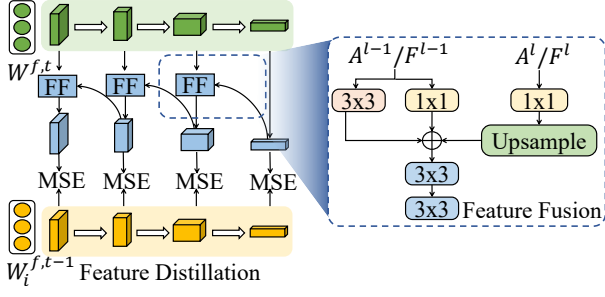 W^{f,t}
FF FF FF
MSE MSE MSE MSE
W_i^{f,t-1} Feature Distillation
A^{l-1}/F^{l-1} A^l/F^l
3x3 1x1 1x1
Upsample
3x3
3x3 Feature Fusion